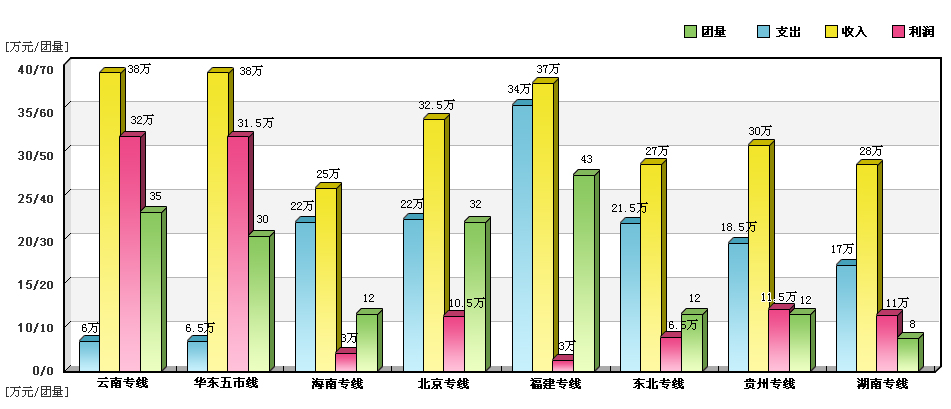 团量 支出 收入 利润
[万元/团量]
40/70
35/60
30/50
25/40
20/30
15/20
10/10
0/0
6万 38万 32万 35
6.5万 38万 31.5万 30
22万 25万 3万 12
22万 32.5万 10.5万 32
34万 37万 3万 43
21.5万 27万 6.5万 12
18.5万 30万 11.5万 12
17万 28万 11万 8
云南专线 华东五市线 海南专线 北京专线 福建专线 东北专线 贵州专线 湖南专线
[万元/团量]